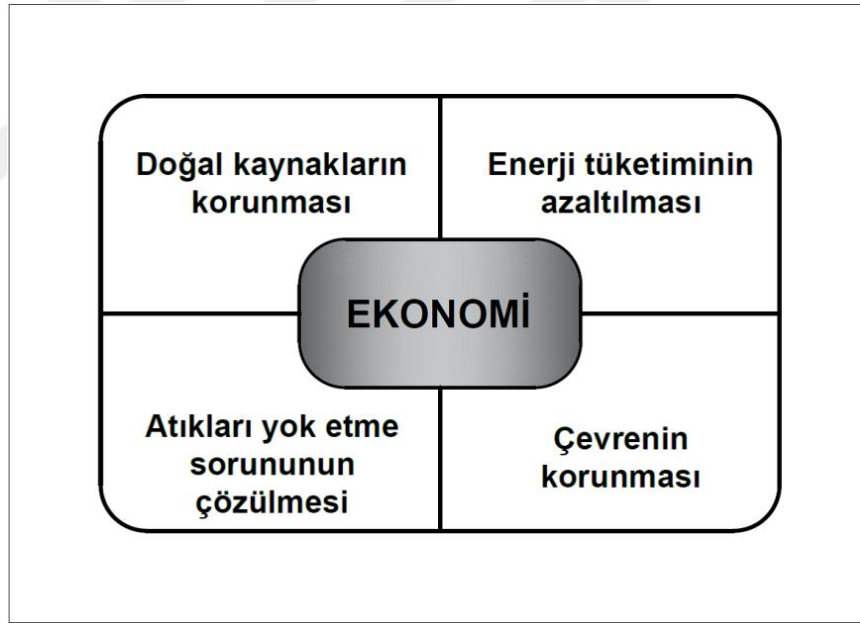 Doğal kaynakların
korunması
Enerji tüketiminin
azaltılması
EKONOMİ
Atıkları yok etme
sorununun
çözülmesi
Çevrenin
korunması